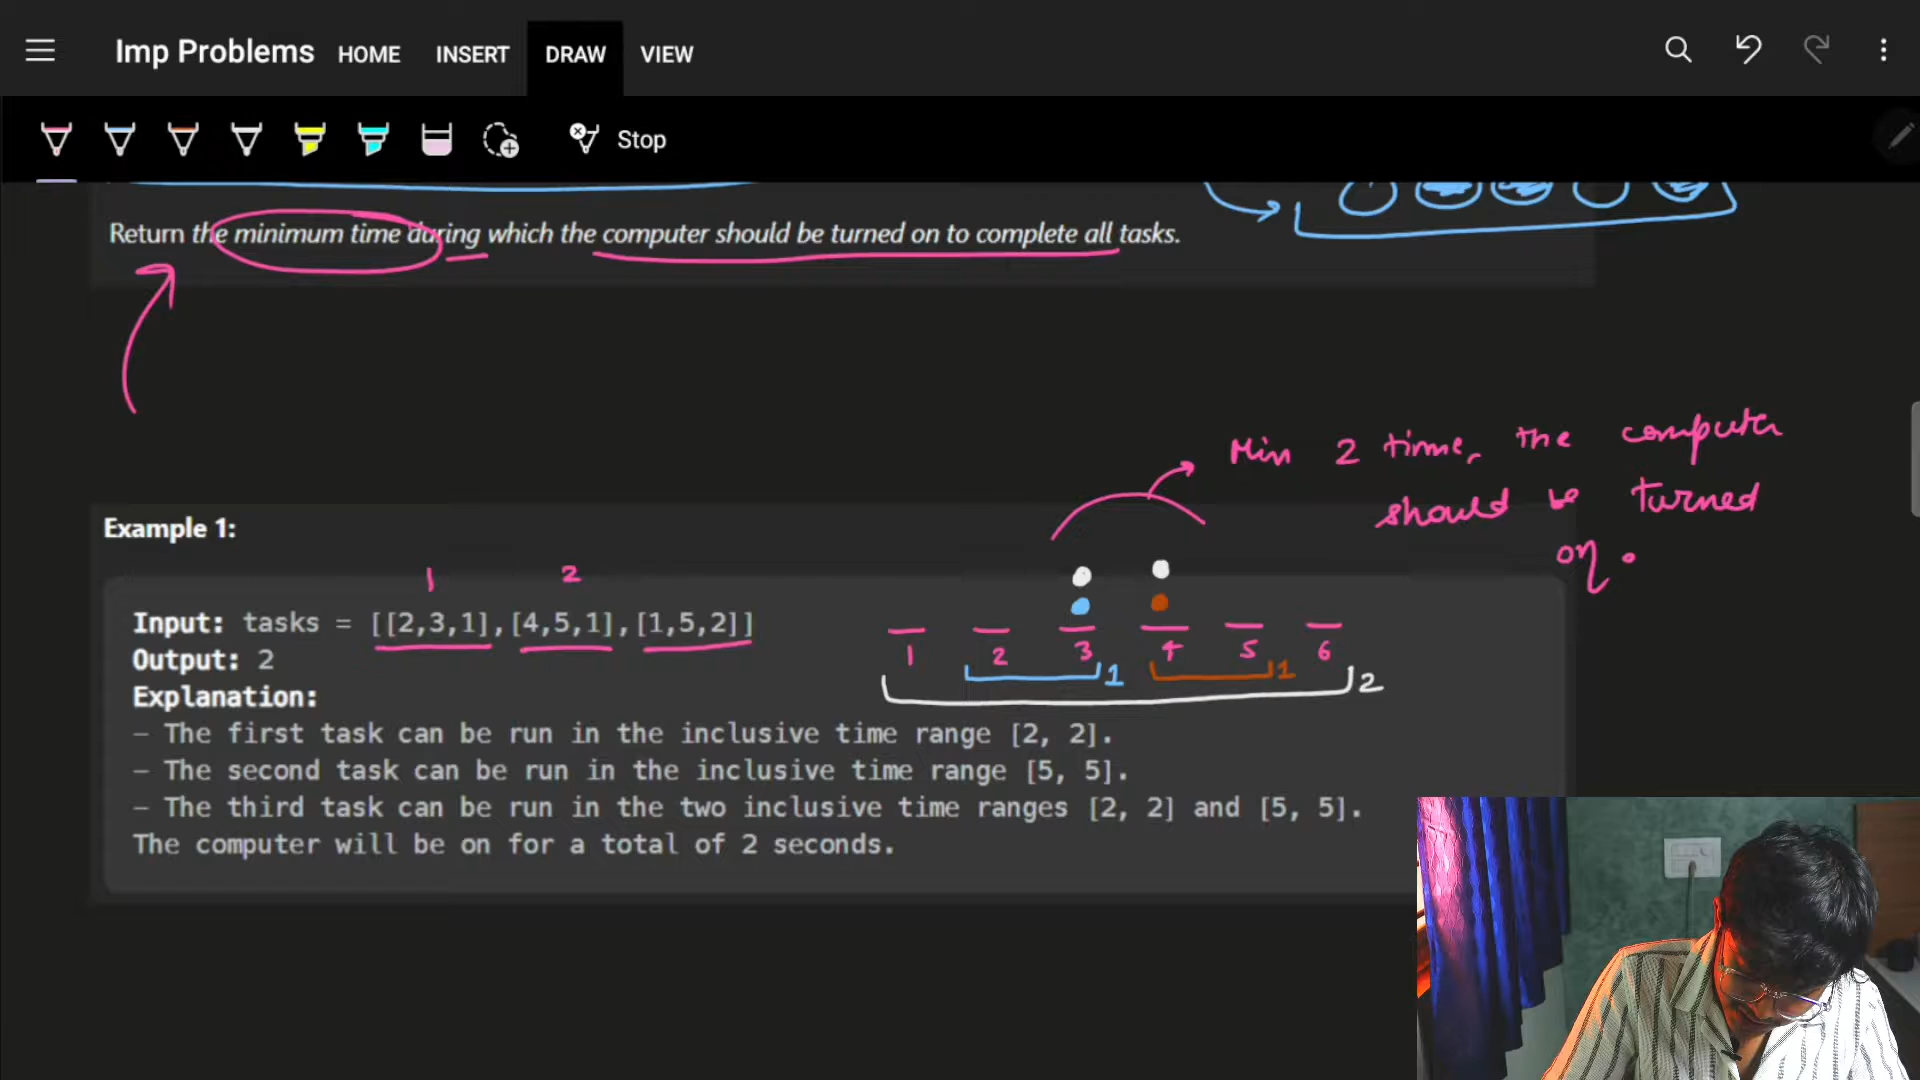 Imp Problems HOME INSERT DRAW VIEW
Stop
Return the minimum time during which the computer should be turned on to complete all tasks.
Min 2 time, the computer
should be turned
on.
Example 1:
1 2
Input: tasks = [[2,3,1],[4,5,1],[1,5,2]]
Output: 2
1 2 3 4 5 6
1 1
2
Explanation:
– The first task can be run in the inclusive time range [2, 2].
– The second task can be run in the inclusive time range [5, 5].
– The third task can be run in the two inclusive time ranges [2, 2] and [5, 5].
The computer will be on for a total of 2 seconds.